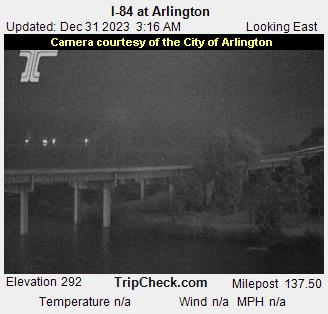 I-84 at Arlington
Updated: Dec 31 2023 3:16 AM Looking East
Camera courtesy of the City of Arlington
Elevation 292 TripCheck.com Milepost 137.50
Temperature n/a Wind n/a MPH n/a